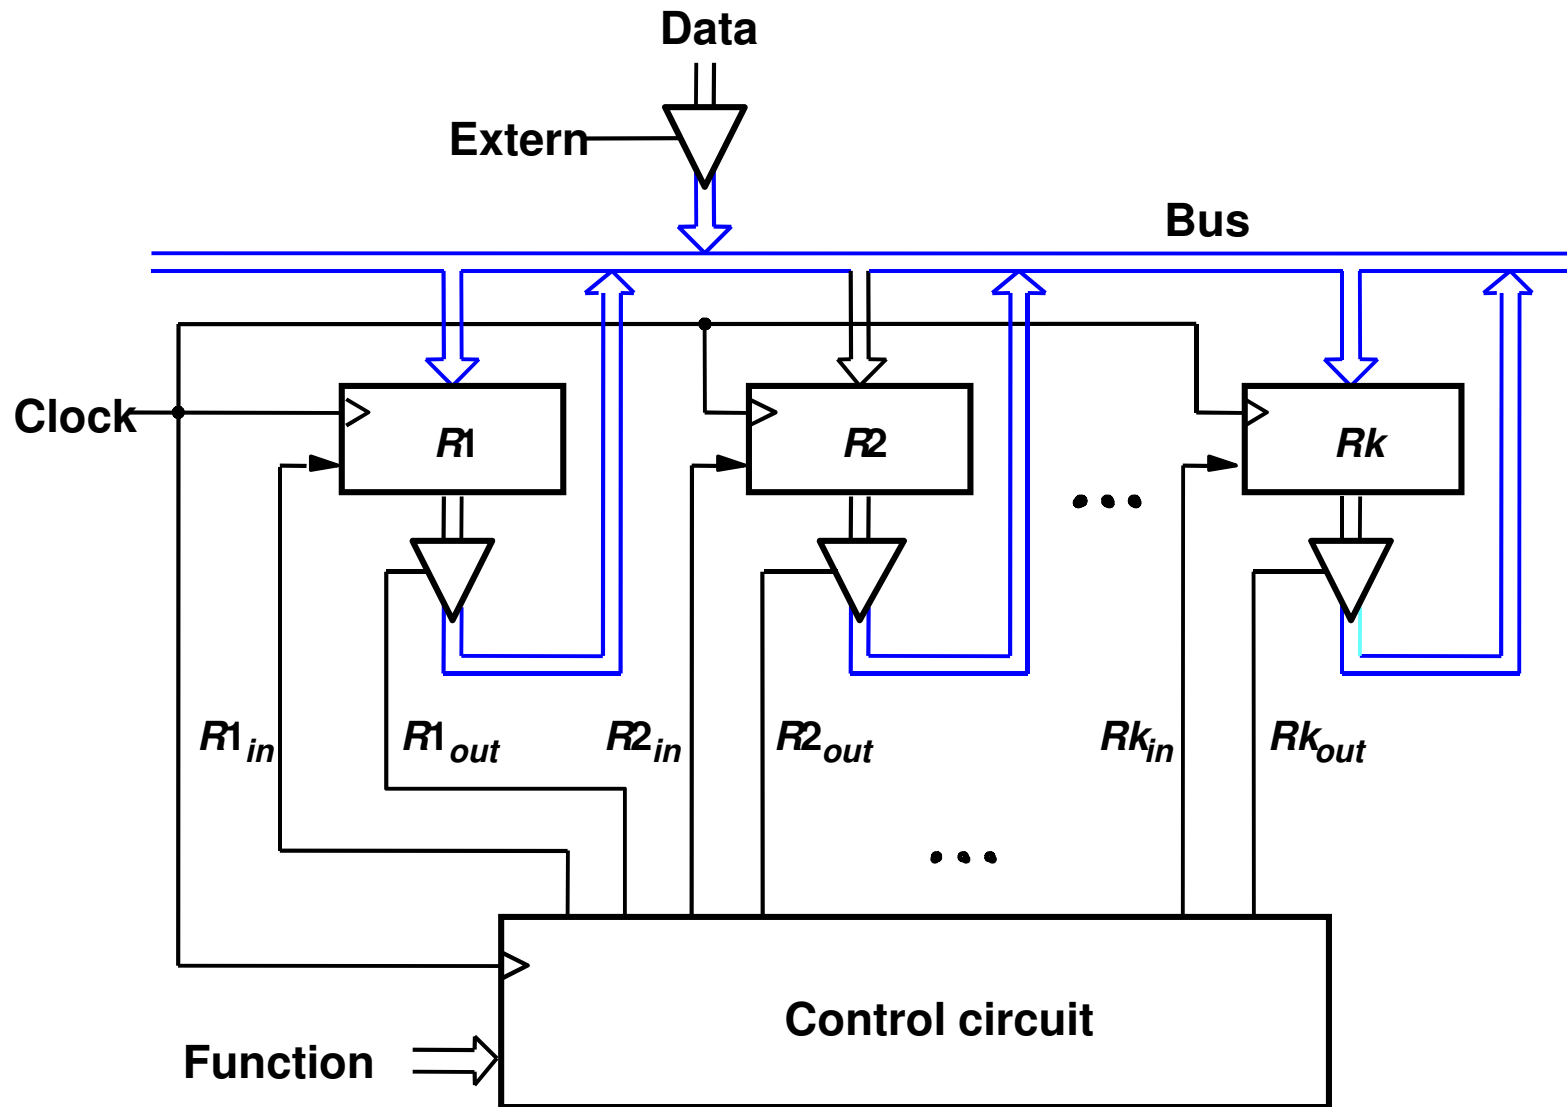 Data
Extern
Bus
Clock
R1 R2 Rk
R1in R1out R2in R2out Rkin Rkout
Control circuit
Function